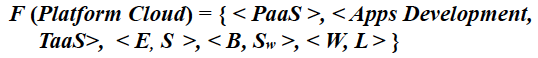 F (Platform Cloud) = { < PaaS >, < Apps Development,
TaaS>, < E, S >, < B, Sw >, < W, L > }